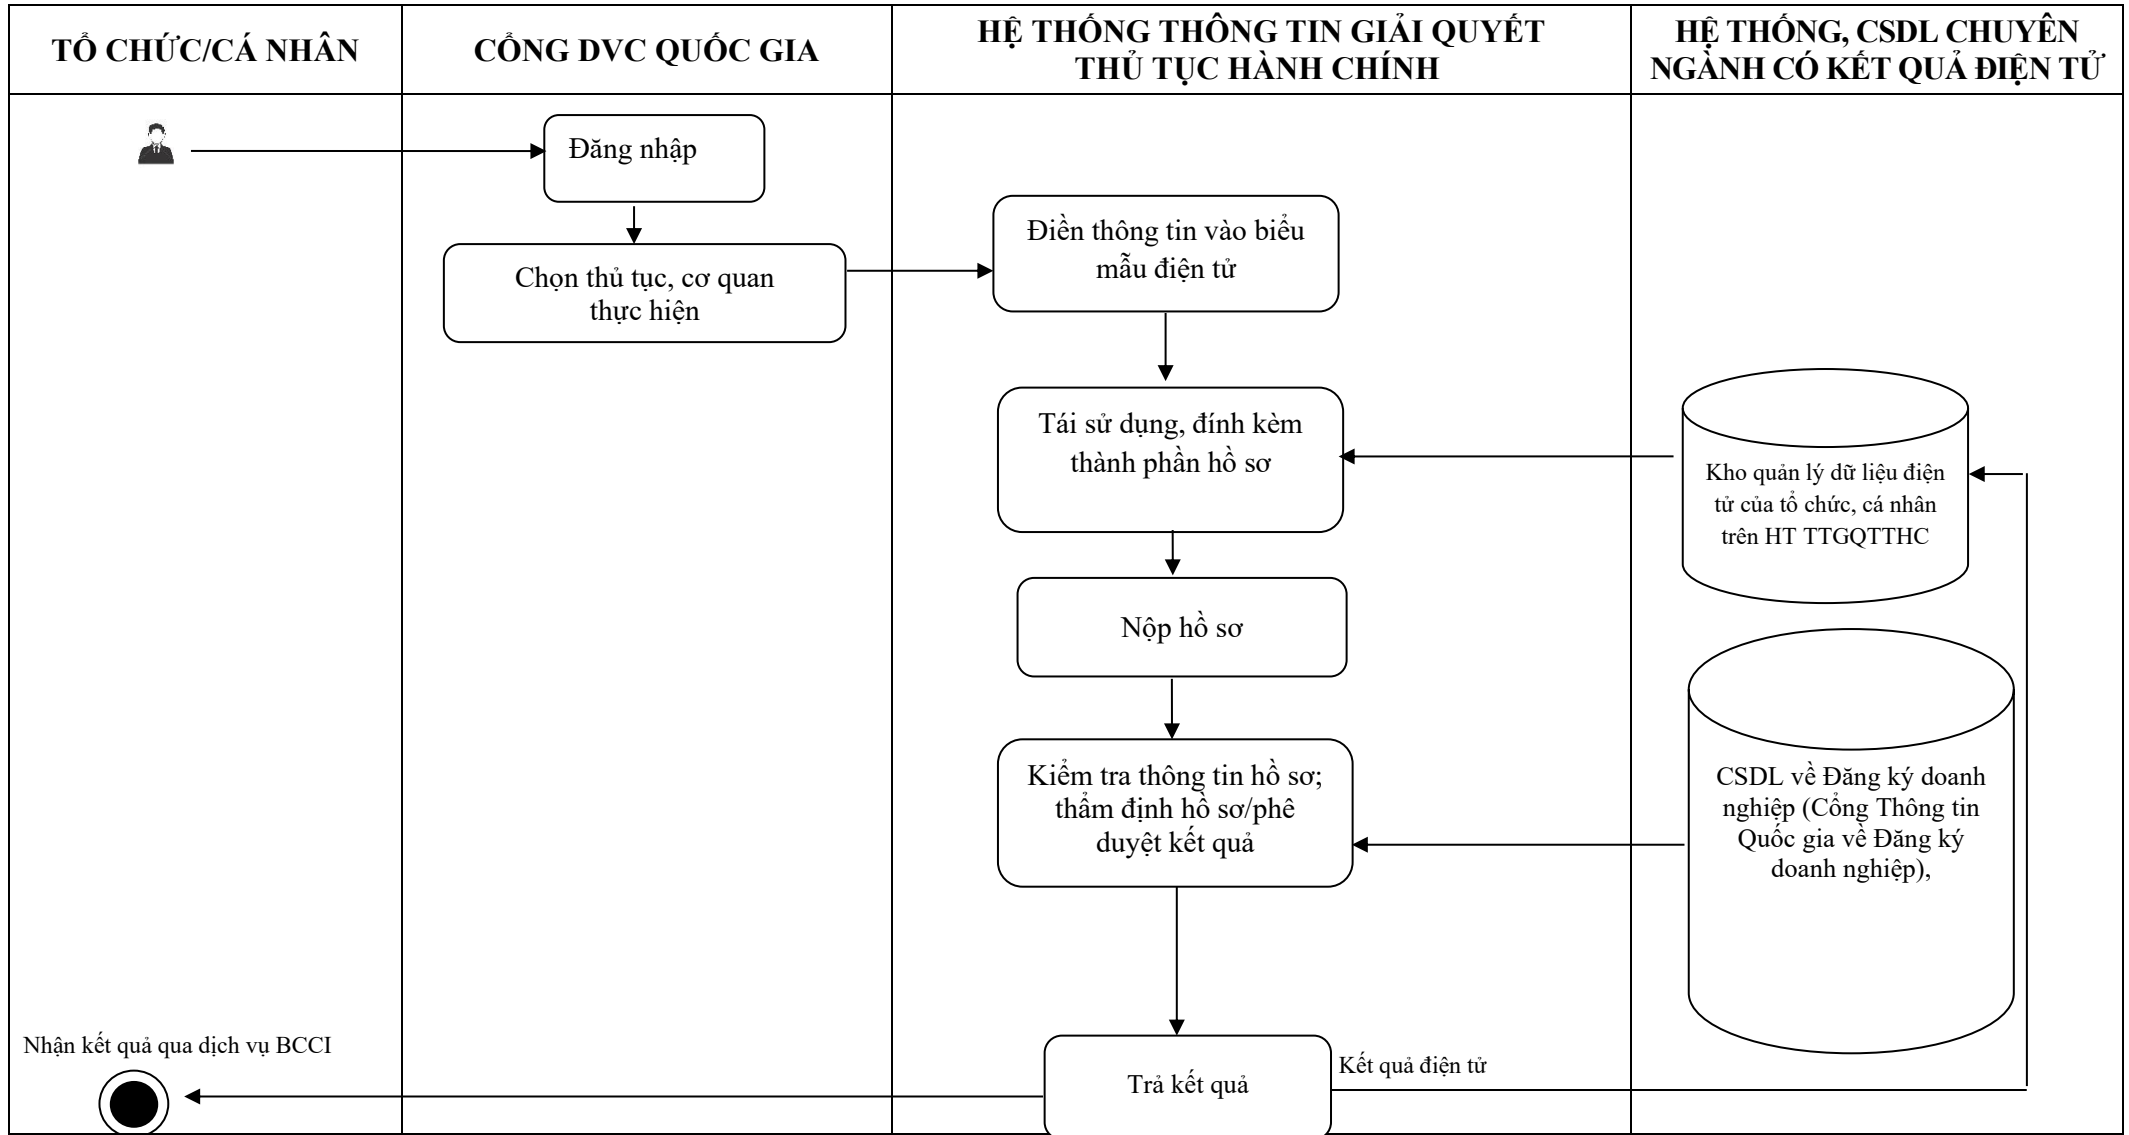 TỔ CHỨC/CÁ NHÂN
CỔNG DVC QUỐC GIA
HỆ THỐNG THÔNG TIN GIẢI QUYẾT
THỦ TỤC HÀNH CHÍNH
HỆ THỐNG, CSDL CHUYÊN
NGÀNH CÓ KẾT QUẢ ĐIỆN TỬ
Đăng nhập
Chọn thủ tục, cơ quan
thực hiện
Điền thông tin vào biểu
mẫu điện tử
Tái sử dụng, đính kèm
thành phần hồ sơ
Kho quản lý dữ liệu điện
tử của tổ chức, cá nhân
trên HT TTGQTTHC
Nộp hồ sơ
Kiểm tra thông tin hồ sơ;
thẩm định hồ sơ/phê
duyệt kết quả
CSDL về Đăng ký doanh
nghiệp (Cổng Thông tin
Quốc gia về Đăng ký
doanh nghiệp),
Nhận kết quả qua dịch vụ BCCI
Trả kết quả
Kết quả điện tử